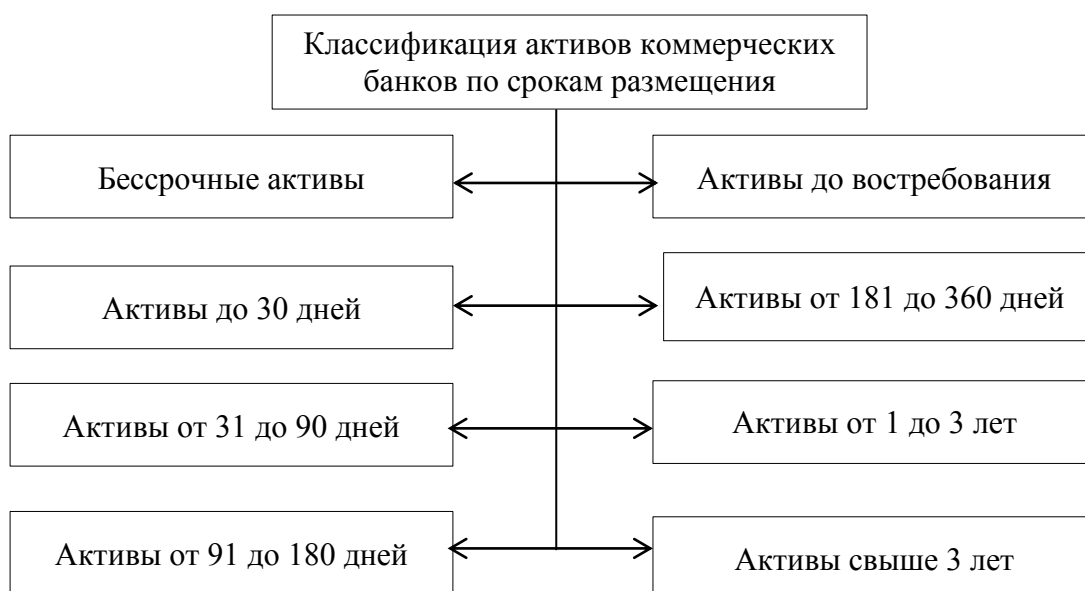 Классификация активов коммерческих
банков по срокам размещения
Бессрочные активы
Активы до востребования
Активы до 30 дней
Активы от 181 до 360 дней
Активы от 31 до 90 дней
Активы от 1 до 3 лет
Активы от 91 до 180 дней
Активы свыше 3 лет